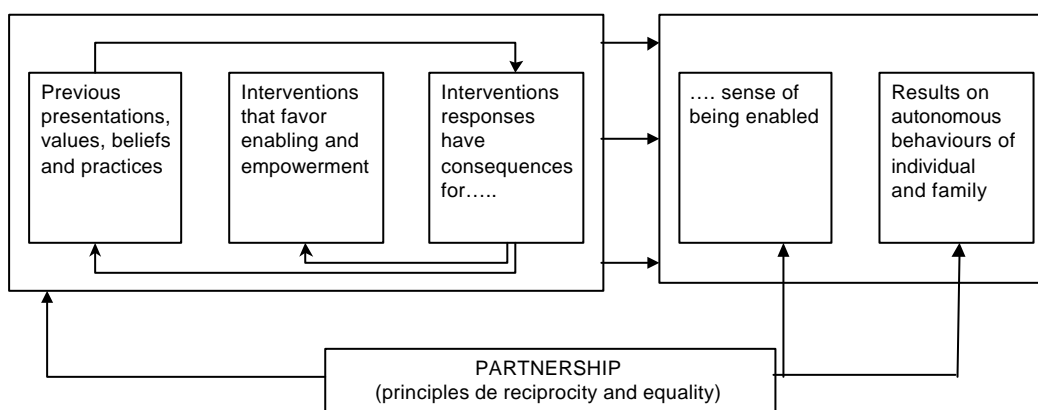 Previous
presentations,
values, beliefs
and practices
Interventions
that favor
enabling and
empowerment
Interventions
responses
have
consequences
for…..
…. sense of
being enabled
Results on
autonomous
behaviours of
individual
and family
PARTNERSHIP
(principles de reciprocity and equality)